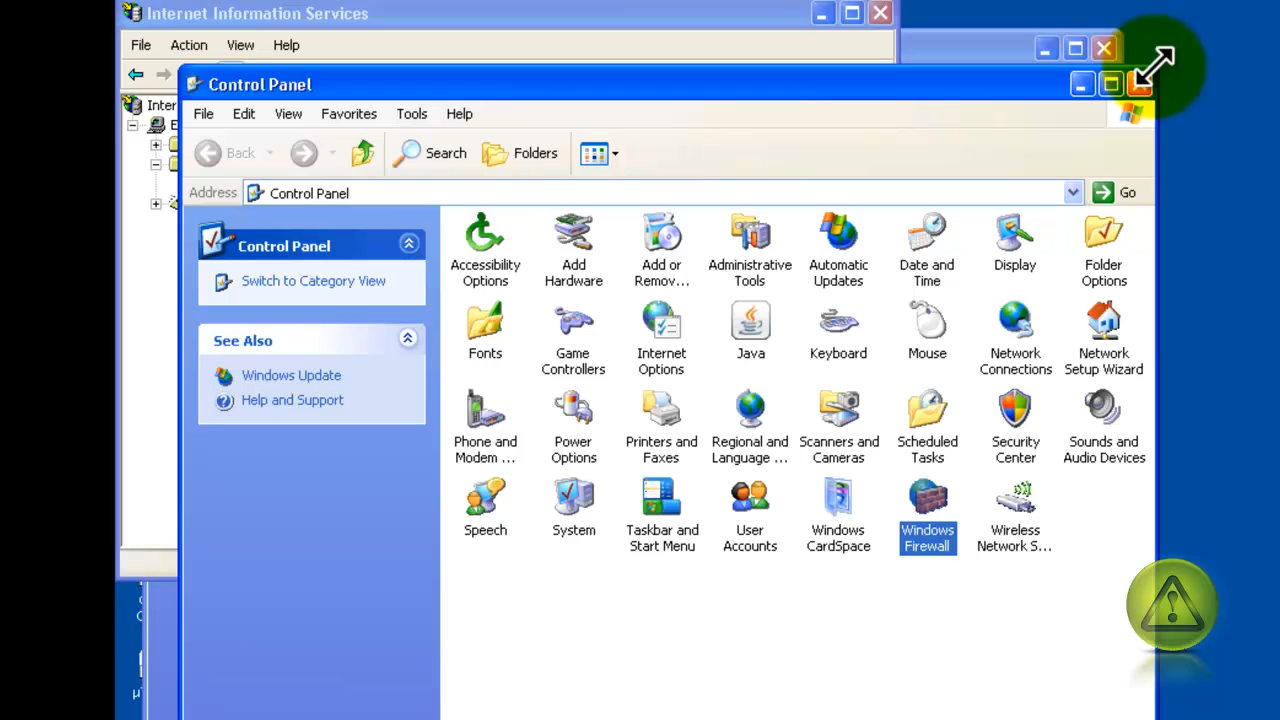 Internet Information Services
File Action View Help
Control Panel
File Edit View Favorites Tools Help
Back Search Folders
Address Control Panel Go
Inter
E
Control Panel
Switch to Category View
See Also
Windows Update
Help and Support
Accessibility
Options
Add
Hardware
Add or
Remov...
Administrative
Tools
Automatic
Updates
Date and
Time
Display
Folder
Options
Fonts
Game
Controllers
Internet
Options
Java
Keyboard
Mouse
Network
Connections
Network
Setup Wizard
Phone and
Modem ...
Power
Options
Printers and
Faxes
Regional and
Language ...
Scanners and
Cameras
Scheduled
Tasks
Security
Center
Sounds and
Audio Devices
Speech
System
Taskbar and
Start Menu
User
Accounts
Windows
CardSpace
Windows
Firewall
Wireless
Network S...